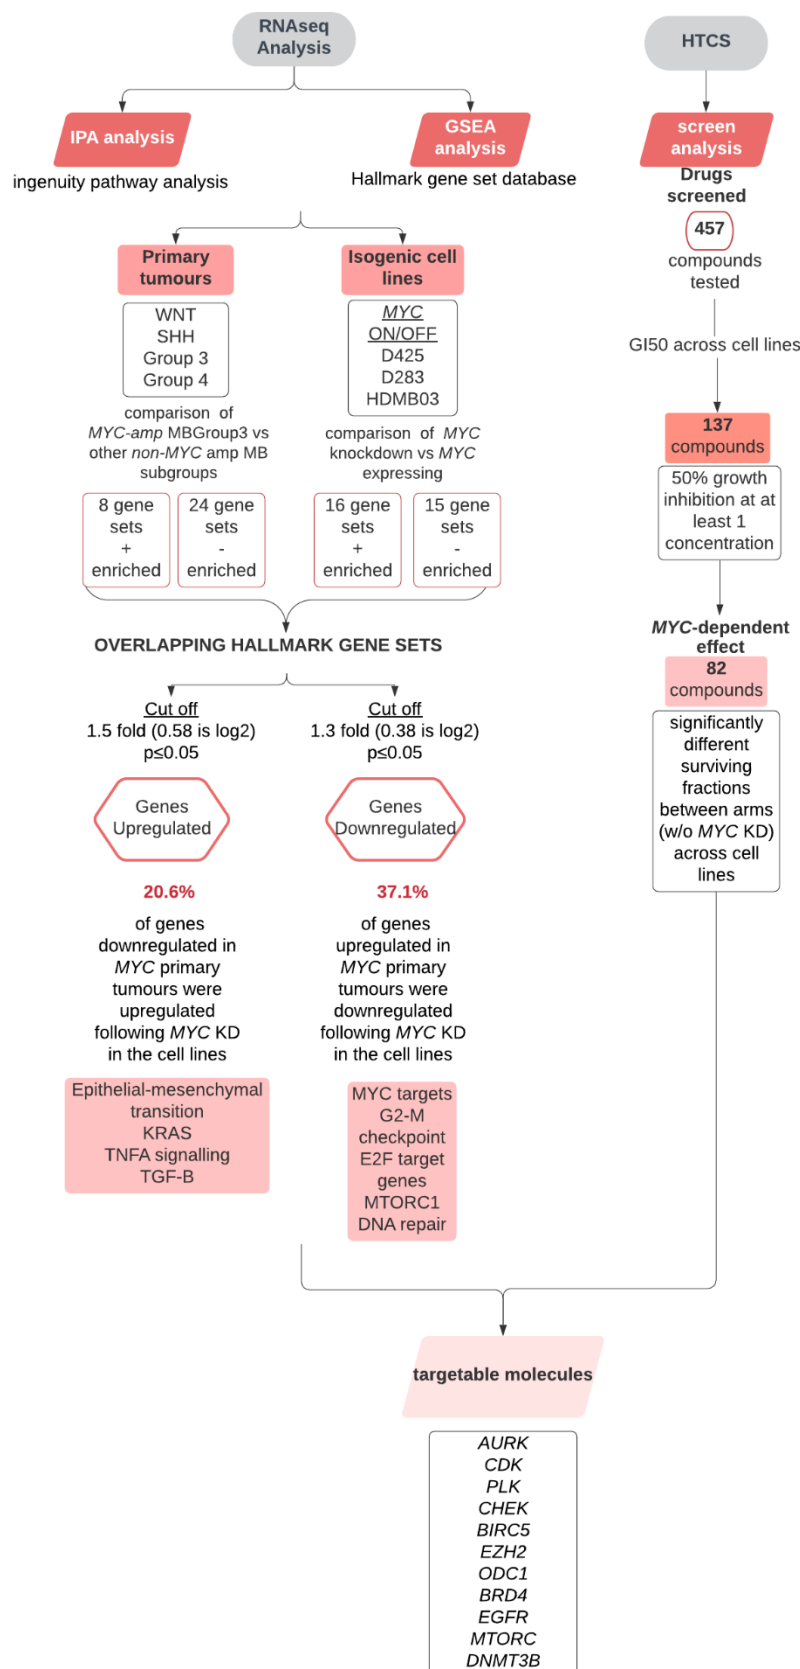 RNAseq
Analysis
IPA analysis
ingenuity pathway analysis
GSEA
analysis
Hallmark gene set database
Primary
tumours
WNT
SHH
Group 3
Group 4
comparison of
MYC-amp MBGroup3 vs
other non-MYC amp MB
subgroups
8 gene
sets
+
enriched
24 gene
sets
-
enriched
Isogenic cell
lines
MYC
ON/OFF
D425
D283
HDMB03
comparison of MYC
knockdown vs MYC
expressing
16 gene
sets
+
enriched
15 gene
sets
-
enriched
OVERLAPPING HALLMARK GENE SETS
Cut off
1.5 fold (0.58 is log2)
p≤0.05
Genes
Upregulated
20.6%
of genes
downregulated in
MYC primary
tumours were
upregulated
following MYC KD
in the cell lines
Epithelial-mesenchymal
transition
KRAS
TNFA signalling
TGF-B
Cut off
1.3 fold (0.38 is log2)
p≤0.05
Genes
Downregulated
37.1%
of genes
upregulated in
MYC primary
tumours were
downregulated
following MYC KD
in the cell lines
MYC targets
G2-M
checkpoint
E2F target
genes
MTORC1
DNA repair
HTCS
screen
analysis
Drugs
screened
457
compounds
tested
GI50 across cell lines
137
compounds
50% growth
inhibition at at
least 1
concentration
MYC-dependent
effect
82
compounds
significantly
different
surviving
fractions
between arms
(w/o MYC KD)
across cell
lines
targetable molecules
AURK
CDK
PLK
CHEK
BIRC5
EZH2
ODC1
BRD4
EGFR
MTORC
DNMT3B